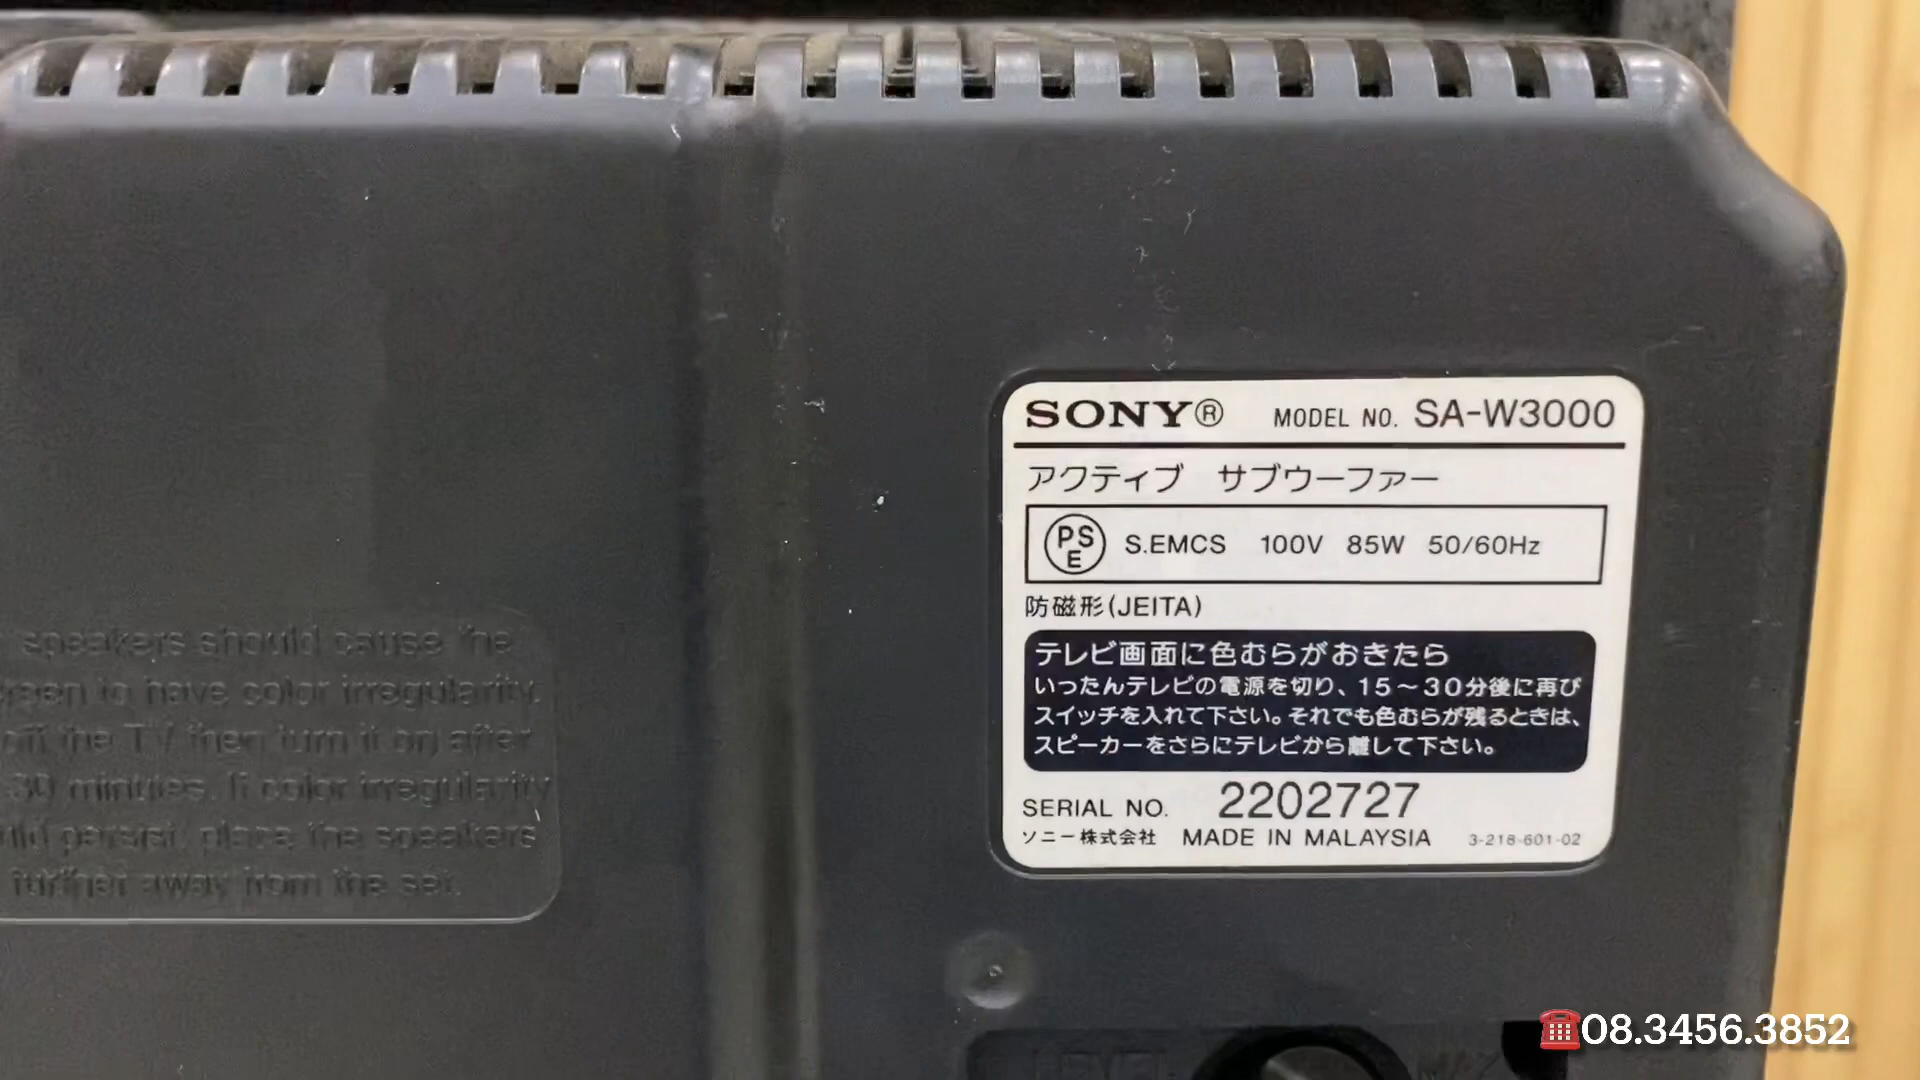 speakers should cause the
to have color irregularity.
off the TV then turn it on after
30 minutes. If color irregularity
persist, place the speakers
further away from the set.
SONY® MODEL NO. SA-W3000
アクティブ サブウーファー
PSE S.EMCS 100V 85W 50/60Hz
防磁形(JEITA)
テレビ画面に色むらがおきたら
いったんテレビの電源を切り、15～30分後に再び
スイッチを入れて下さい。それでも色むらが残るときは、
スピーカーをさらにテレビから離して下さい。
SERIAL NO. 2202727
ソニー株式会社 MADE IN MALAYSIA 3-218-601-02
☎08.3456.3852